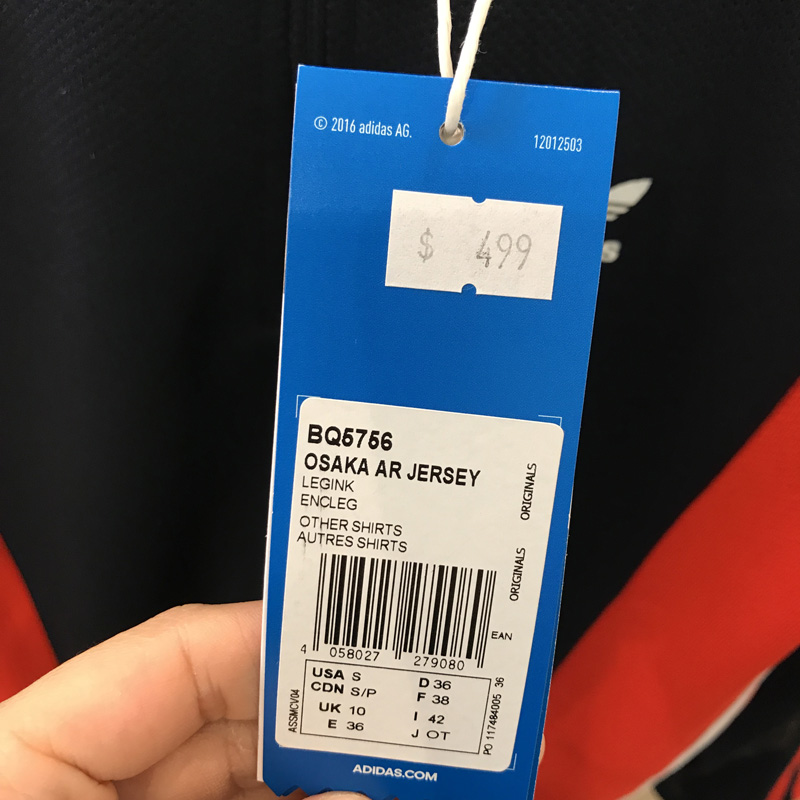 © 2016 adidas AG.
12012503
$ 499
BQ5756
OSAKA AR JERSEY
LEGINK
ENCLEG
OTHER SHIRTS
AUTRES SHIRTS
ORIGINALS
ORIGINALS
EAN
4 058027 279080
USA S D 36
CDN S/P F 38
UK 10 I 42
E 36 J OT
ASSMCV04
PO 117484005 36
ADIDAS.COM